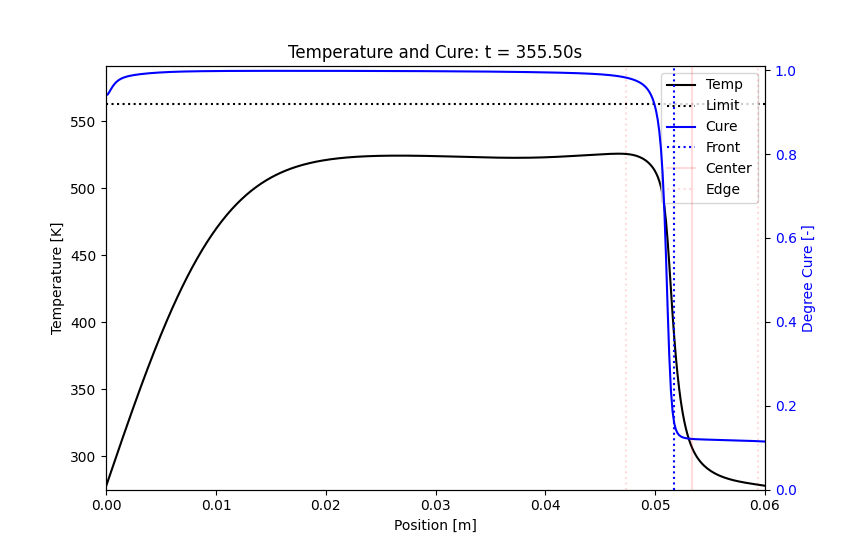 Temperature and Cure: t = 355.50s
Temperature [K]
550
500
450
400
350
300
Temp
Limit
Cure
Front
Center
Edge
1.0
0.8
0.6
0.4
0.2
0.0
Degree Cure [-]
0.00 0.01 0.02 0.03 0.04 0.05 0.06
Position [m]